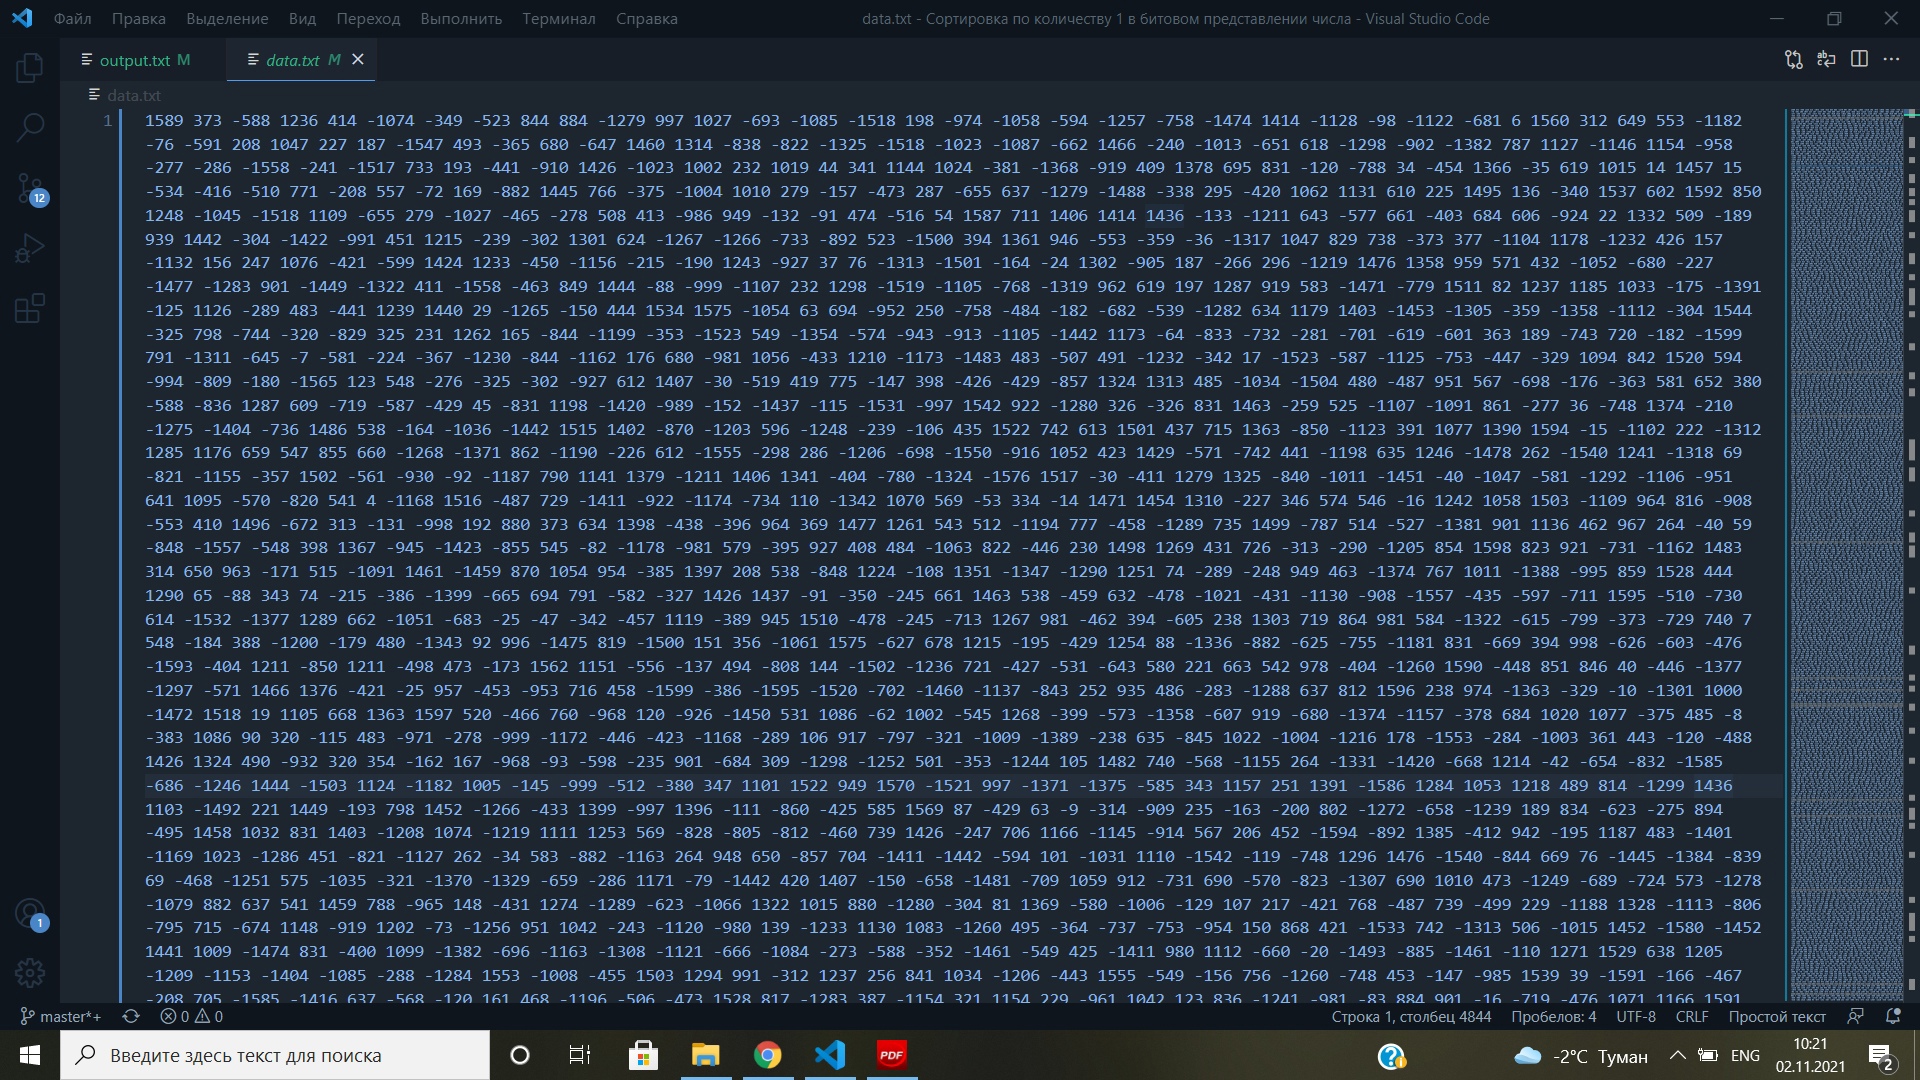 Файл Правка Выделение Вид Переход Выполнить Терминал Справка data.txt - Сортировка по количеству 1 в битовом представлении числа - Visual Studio Code
output.txt M data.txt M
data.txt
1 1589 373 -588 1236 414 -1074 -349 -523 844 884 -1279 997 1027 -693 -1085 -1518 198 -974 -1058 -594 -1257 -758 -1474 1414 -1128 -98 -1122 -681 6 1560 312 649 553 -1182
-76 -591 208 1047 227 187 -1547 493 -365 680 -647 1460 1314 -838 -822 -1325 -1518 -1023 -1087 -662 1466 -240 -1013 -651 618 -1298 -902 -1382 787 1127 -1146 1154 -958
-277 -286 -1558 -241 -1517 733 193 -441 -910 1426 -1023 1002 232 1019 44 341 1144 1024 -381 -1368 -919 409 1378 695 831 -120 -788 34 -454 1366 -35 619 1015 14 1457 15
-534 -416 -510 771 -208 557 -72 169 -882 1445 766 -375 -1004 1010 279 -157 -473 287 -655 637 -1279 -1488 -338 295 -420 1062 1131 610 225 1495 136 -340 1537 602 1592 850
1248 -1045 -1518 1109 -655 279 -1027 -465 -278 508 413 -986 949 -132 -91 474 -516 54 1587 711 1406 1414 1436 -133 -1211 643 -577 661 -403 684 606 -924 22 1332 509 -189
939 1442 -304 -1422 -991 451 1215 -239 -302 1301 624 -1267 -1266 -733 -892 523 -1500 394 1361 946 -553 -359 -36 -1317 1047 829 738 -373 377 -1104 1178 -1232 426 157
-1132 156 247 1076 -421 -599 1424 1233 -450 -1156 -215 -190 1243 -927 37 76 -1313 -1501 -164 -24 1302 -905 187 -266 296 -1219 1476 1358 959 571 432 -1052 -680 -227
-1477 -1283 901 -1449 -1322 411 -1558 -463 849 1444 -88 -999 -1107 232 1298 -1519 -1105 -768 -1319 962 619 197 1287 919 583 -1471 -779 1511 82 1237 1185 1033 -175 -1391
-125 1126 -289 483 -441 1239 1440 29 -1265 -150 444 1534 1575 -1054 63 694 -952 250 -758 -484 -182 -682 -539 -1282 634 1179 1403 -1453 -1305 -359 -1358 -1112 -304 1544
-325 798 -744 -320 -829 325 231 1262 165 -844 -1199 -353 -1523 549 -1354 -574 -943 -913 -1105 -1442 1173 -64 -833 -732 -281 -701 -619 -601 363 189 -743 720 -182 -1599
791 -1311 -645 -7 -581 -224 -367 -1230 -844 -1162 176 680 -981 1056 -433 1210 -1173 -1483 483 -507 491 -1232 -342 17 -1523 -587 -1125 -753 -447 -329 1094 842 1520 594
-994 -809 -180 -1565 123 548 -276 -325 -302 -927 612 1407 -30 -519 419 775 -147 398 -426 -429 -857 1324 1313 485 -1034 -1504 480 -487 951 567 -698 -176 -363 581 652 380
-588 -836 1287 609 -719 -587 -429 45 -831 1198 -1420 -989 -152 -1437 -115 -1531 -997 1542 922 -1280 326 -326 831 1463 -259 525 -1107 -1091 861 -277 36 -748 1374 -210
-1275 -1404 -736 1486 538 -164 -1036 -1442 1515 1402 -870 -1203 596 -1248 -239 -106 435 1522 742 613 1501 437 715 1363 -850 -1123 391 1077 1390 1594 -15 -1102 222 -1312
1285 1176 659 547 855 660 -1268 -1371 862 -1190 -226 612 -1555 -298 286 -1206 -698 -1550 -916 1052 423 1429 -571 -742 441 -1198 635 1246 -1478 262 -1540 1241 -1318 69
-821 -1155 -357 1502 -561 -930 -92 -1187 790 1141 1379 -1211 1406 1341 -404 -780 -1324 -1576 1517 -30 -411 1279 1325 -840 -1011 -1451 -40 -1047 -581 -1292 -1106 -951
641 1095 -570 -820 541 4 -1168 1516 -487 729 -1411 -922 -1174 -734 110 -1342 1070 569 -53 334 -14 1471 1454 1310 -227 346 574 546 -16 1242 1058 1503 -1109 964 816 -908
-553 410 1496 -672 313 -131 -998 192 880 373 634 1398 -438 -396 964 369 1477 1261 543 512 -1194 777 -458 -1289 735 1499 -787 514 -527 -1381 901 1136 462 967 264 -40 59
-848 -1557 -548 398 1367 -945 -1423 -855 545 -82 -1178 -981 579 -395 927 408 484 -1063 822 -446 230 1498 1269 431 726 -313 -290 -1205 854 1598 823 921 -731 -1162 1483
314 650 963 -171 515 -1091 1461 -1459 870 1054 954 -385 1397 208 538 -848 1224 -108 1351 -1347 -1290 1251 74 -289 -248 949 463 -1374 767 1011 -1388 -995 859 1528 444
1290 65 -88 343 74 -215 -386 -1399 -665 694 791 -582 -327 1426 1437 -91 -350 -245 661 1463 538 -459 632 -478 -1021 -431 -1130 -908 -1557 -435 -597 -711 1595 -510 -730
614 -1532 -1377 1289 662 -1051 -683 -25 -47 -342 -457 1119 -389 945 1510 -478 -245 -713 1267 981 -462 394 -605 238 1303 719 864 981 584 -1322 -615 -799 -373 -729 740 7
548 -184 388 -1200 -179 480 -1343 92 996 -1475 819 -1500 151 356 -1061 1575 -627 678 1215 -195 -429 1254 88 -1336 -882 -625 -755 -1181 831 -669 394 998 -626 -603 -476
-1593 -404 1211 -850 1211 -498 473 -173 1562 1151 -556 -137 494 -808 144 -1502 -1236 721 -427 -531 -643 580 221 663 542 978 -404 -1260 1590 -448 851 846 40 -446 -1377
-1297 -571 1466 1376 -421 -25 957 -453 -953 716 458 -1599 -386 -1595 -1520 -702 -1460 -1137 -843 252 935 486 -283 -1288 637 812 1596 238 974 -1363 -329 -10 -1301 1000
-1472 1518 19 1105 668 1363 1597 520 -466 760 -968 120 -926 -1450 531 1086 -62 1002 -545 1268 -399 -573 -1358 -607 919 -680 -1374 -1157 -378 684 1020 1077 -375 485 -8
-383 1086 90 320 -115 483 -971 -278 -999 -1172 -446 -423 -1168 -289 106 917 -797 -321 -1009 -1389 -238 635 -845 1022 -1004 -1216 178 -1553 -284 -1003 361 443 -120 -488
1426 1324 490 -932 320 354 -162 167 -968 -93 -598 -235 901 -684 309 -1298 -1252 501 -353 -1244 105 1482 740 -568 -1155 264 -1331 -1420 -668 1214 -42 -654 -832 -1585
-686 -1246 1444 -1503 1124 -1182 1005 -145 -999 -512 -380 347 1101 1522 949 1570 -1521 997 -1371 -1375 -585 343 1157 251 1391 -1586 1284 1053 1218 489 814 -1299 1436
1103 -1492 221 1449 -193 798 1452 -1266 -433 1399 -997 1396 -111 -860 -425 585 1569 87 -429 63 -9 -314 -909 235 -163 -200 802 -1272 -658 -1239 189 834 -623 -275 894
-495 1458 1032 831 1403 -1208 1074 -1219 1111 1253 569 -828 -805 -812 -460 739 1426 -247 706 1166 -1145 -914 567 206 452 -1594 -892 1385 -412 942 -195 1187 483 -1401
-1169 1023 -1286 451 -821 -1127 262 -34 583 -882 -1163 264 948 650 -857 704 -1411 -1442 -594 101 -1031 1110 -1542 -119 -748 1296 1476 -1540 -844 669 76 -1445 -1384 -839
69 -468 -1251 575 -1035 -321 -1370 -1329 -659 -286 1171 -79 -1442 420 1407 -150 -658 -1481 -709 1059 912 -731 690 -570 -823 -1307 690 1010 473 -1249 -689 -724 573 -1278
-1079 882 637 541 1459 788 -965 148 -431 1274 -1289 -623 -1066 1322 1015 880 -1280 -304 81 1369 -580 -1006 -129 107 217 -421 768 -487 739 -499 229 -1188 1328 -1113 -806
-795 715 -674 1148 -919 1202 -73 -1256 951 1042 -243 -1120 -980 139 -1233 1130 1083 -1260 495 -364 -737 -753 -954 150 868 421 -1533 742 -1313 506 -1015 1452 -1580 -1452
1441 1009 -1474 831 -400 1099 -1382 -696 -1163 -1308 -1121 -666 -1084 -273 -588 -352 -1461 -549 425 -1411 980 1112 -660 -20 -1493 -885 -1461 -110 1271 1529 638 1205
-1209 -1153 -1404 -1085 -288 -1284 1553 -1008 -455 1503 1294 991 -312 1237 256 841 1034 -1206 -443 1555 -549 -156 756 -1260 -748 453 -147 -985 1539 39 -1591 -166 -467
-208 705 -1585 -1416 637 -568 -120 161 468 -1196 -506 -473 1528 817 -1283 387 -1154 321 1154 229 -961 1042 123 836 -1241 -981 -83 884 901 -16 -719 -476 1071 1166 1591
12
1
master*+ 0 0 Строка 1, столбец 4844 Пробелов: 4 UTF-8 CRLF Простой текст
Введите здесь текст для поиска PDF -2°C Туман ENG 10:21
02.11.2021 2